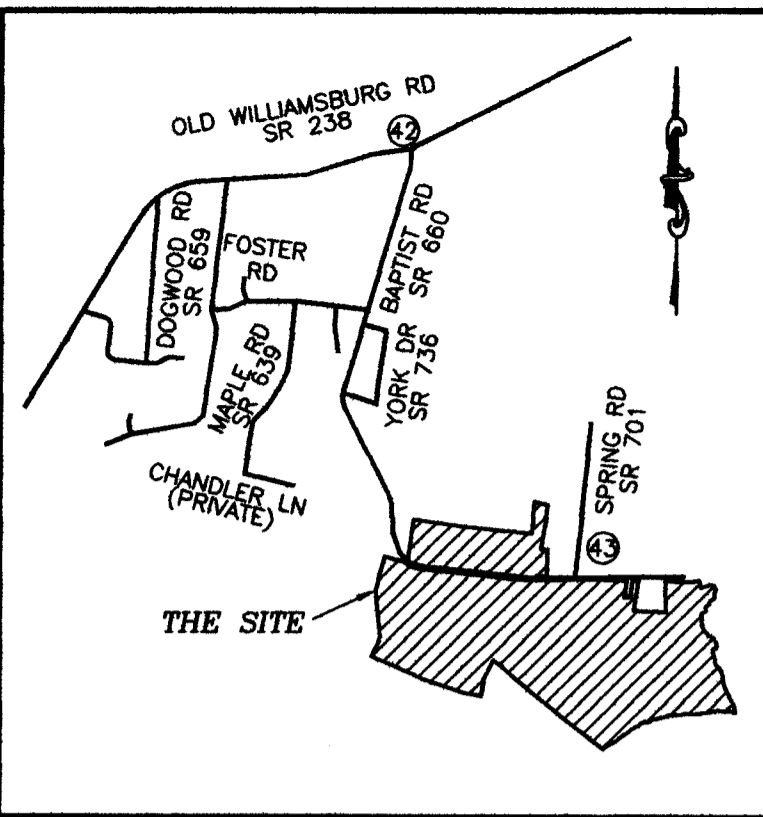 OLD WILLIAMSBURG RD
SR 238
42
DOGWOOD RD
SR 659
FOSTER
RD
BAPTIST RD
SR 660
MAPLE RD
SR 639
YORK DR
SR 736
CHANDLER LN
(PRIVATE)
SPRING RD
SR 701
43
THE SITE